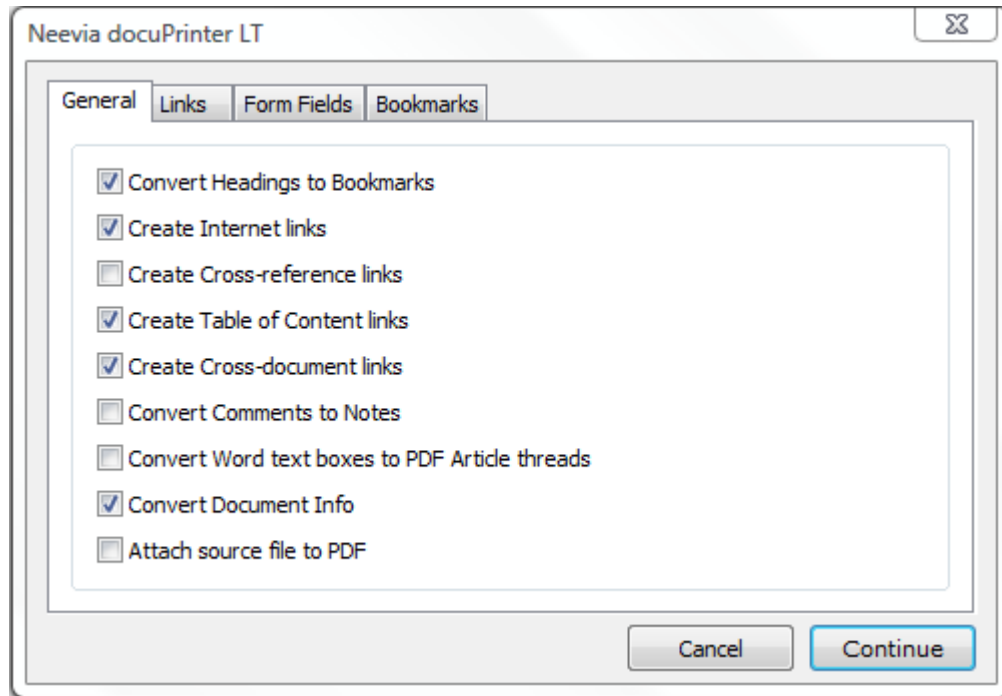 Neevia docuPrinter LT
General Links Form Fields Bookmarks
Convert Headings to Bookmarks
Create Internet links
Create Cross-reference links
Create Table of Content links
Create Cross-document links
Convert Comments to Notes
Convert Word text boxes to PDF Article threads
Convert Document Info
Attach source file to PDF
Cancel Continue